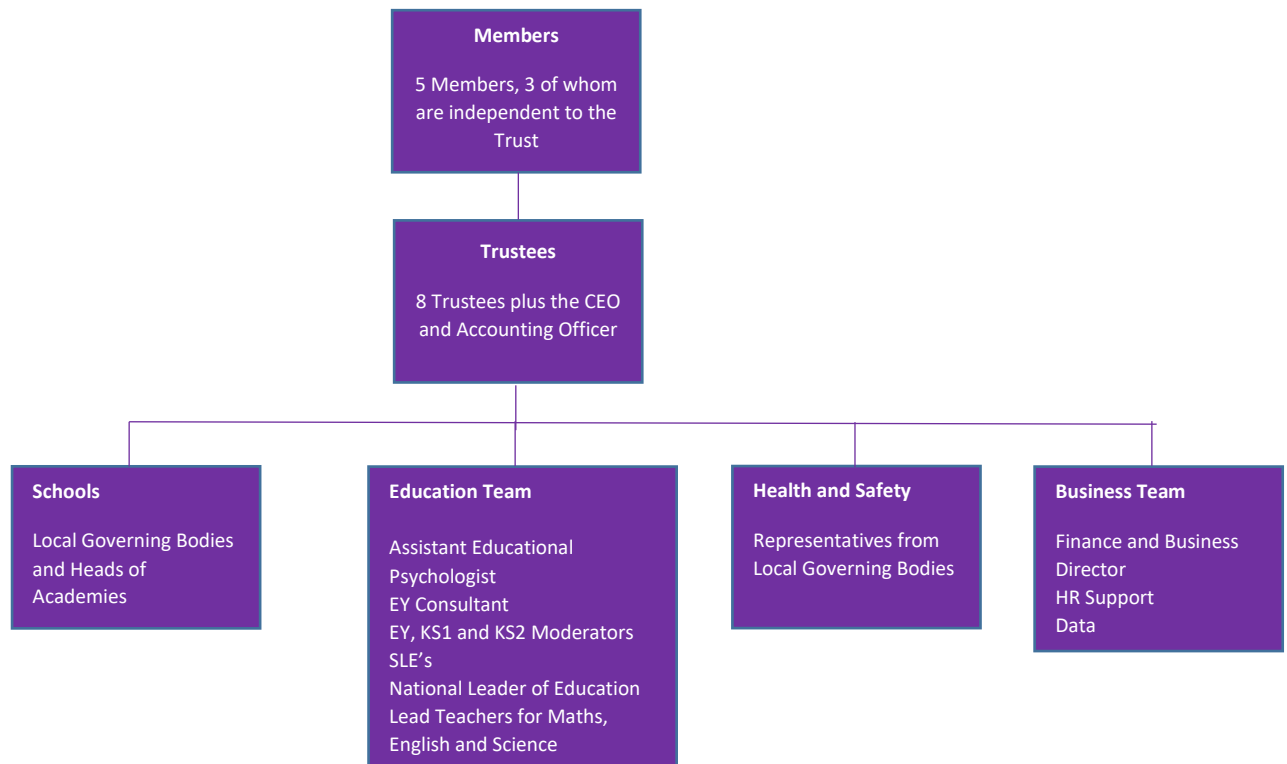 Members
5 Members, 3 of whom
are independent to the
Trust
Trustees
8 Trustees plus the CEO
and Accounting Officer
Schools
Local Governing Bodies
and Heads of
Academies
Education Team
Assistant Educational
Psychologist
EY Consultant
EY, KS1 and KS2 Moderators
SLE’s
National Leader of Education
Lead Teachers for Maths,
English and Science
Health and Safety
Representatives from
Local Governing Bodies
Business Team
Finance and Business
Director
HR Support
Data